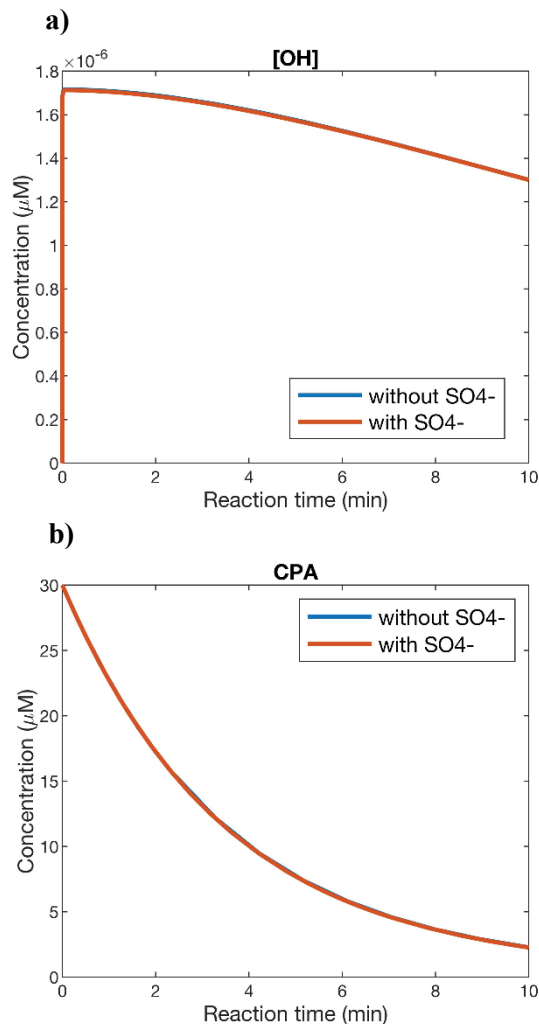 a)
[OH]
×10-6
1.8
1.6
1.4
1.2
1
0.8
0.6
0.4
0.2
0
Concentration (μM)
without SO4-
with SO4-
0 2 4 6 8 10
Reaction time (min)
b)
CPA
30
25
20
15
10
5
0
Concentration (μM)
without SO4-
with SO4-
0 2 4 6 8 10
Reaction time (min)